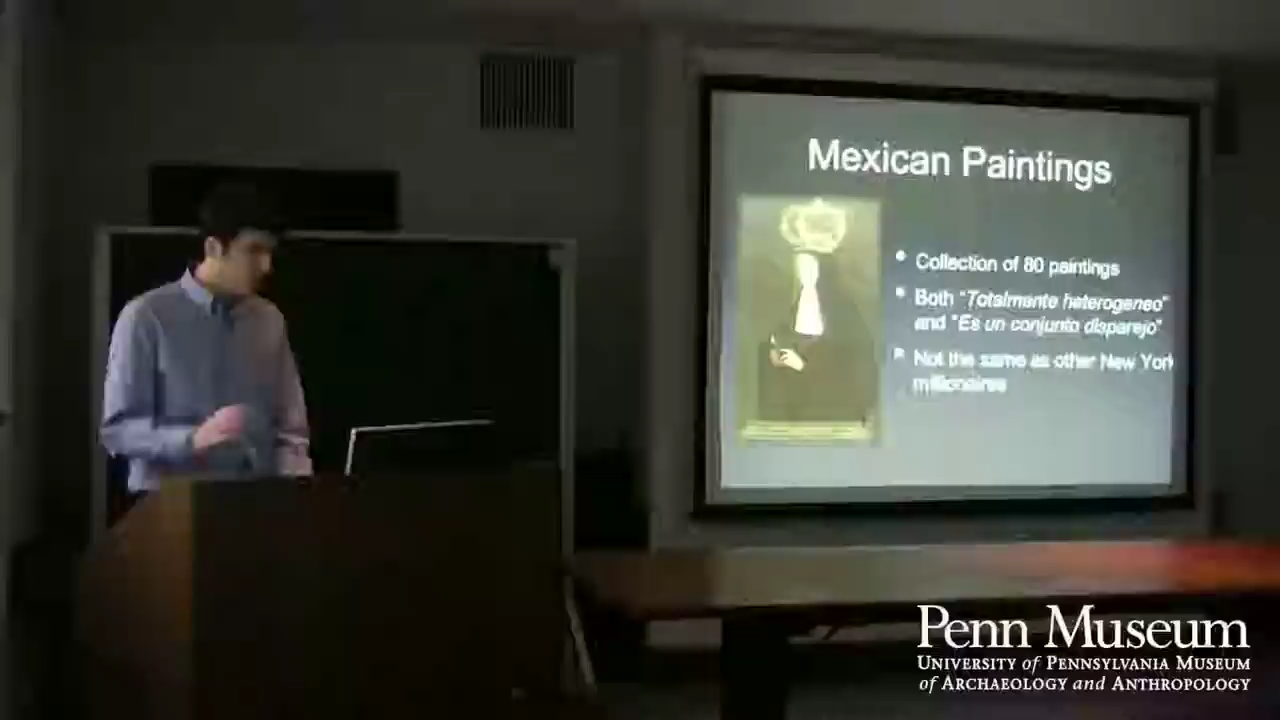 Mexican Paintings
• Collection of 80 paintings
• Both "Totalmente heterogeneo"
and "Es un conjunto disparejo"
• Not the same as other New York
millionaires
Penn Museum
UNIVERSITY of PENNSYLVANIA MUSEUM
of ARCHAEOLOGY and ANTHROPOLOGY